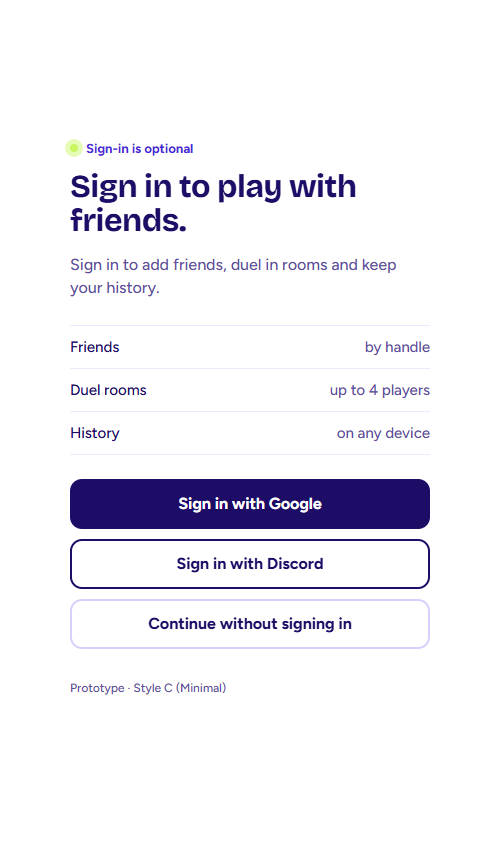 Sign-in is optional
Sign in to play with
friends.
Sign in to add friends, duel in rooms and keep
your history.
Friends by handle
Duel rooms up to 4 players
History on any device
Sign in with Google
Sign in with Discord
Continue without signing in
Prototype · Style C (Minimal)